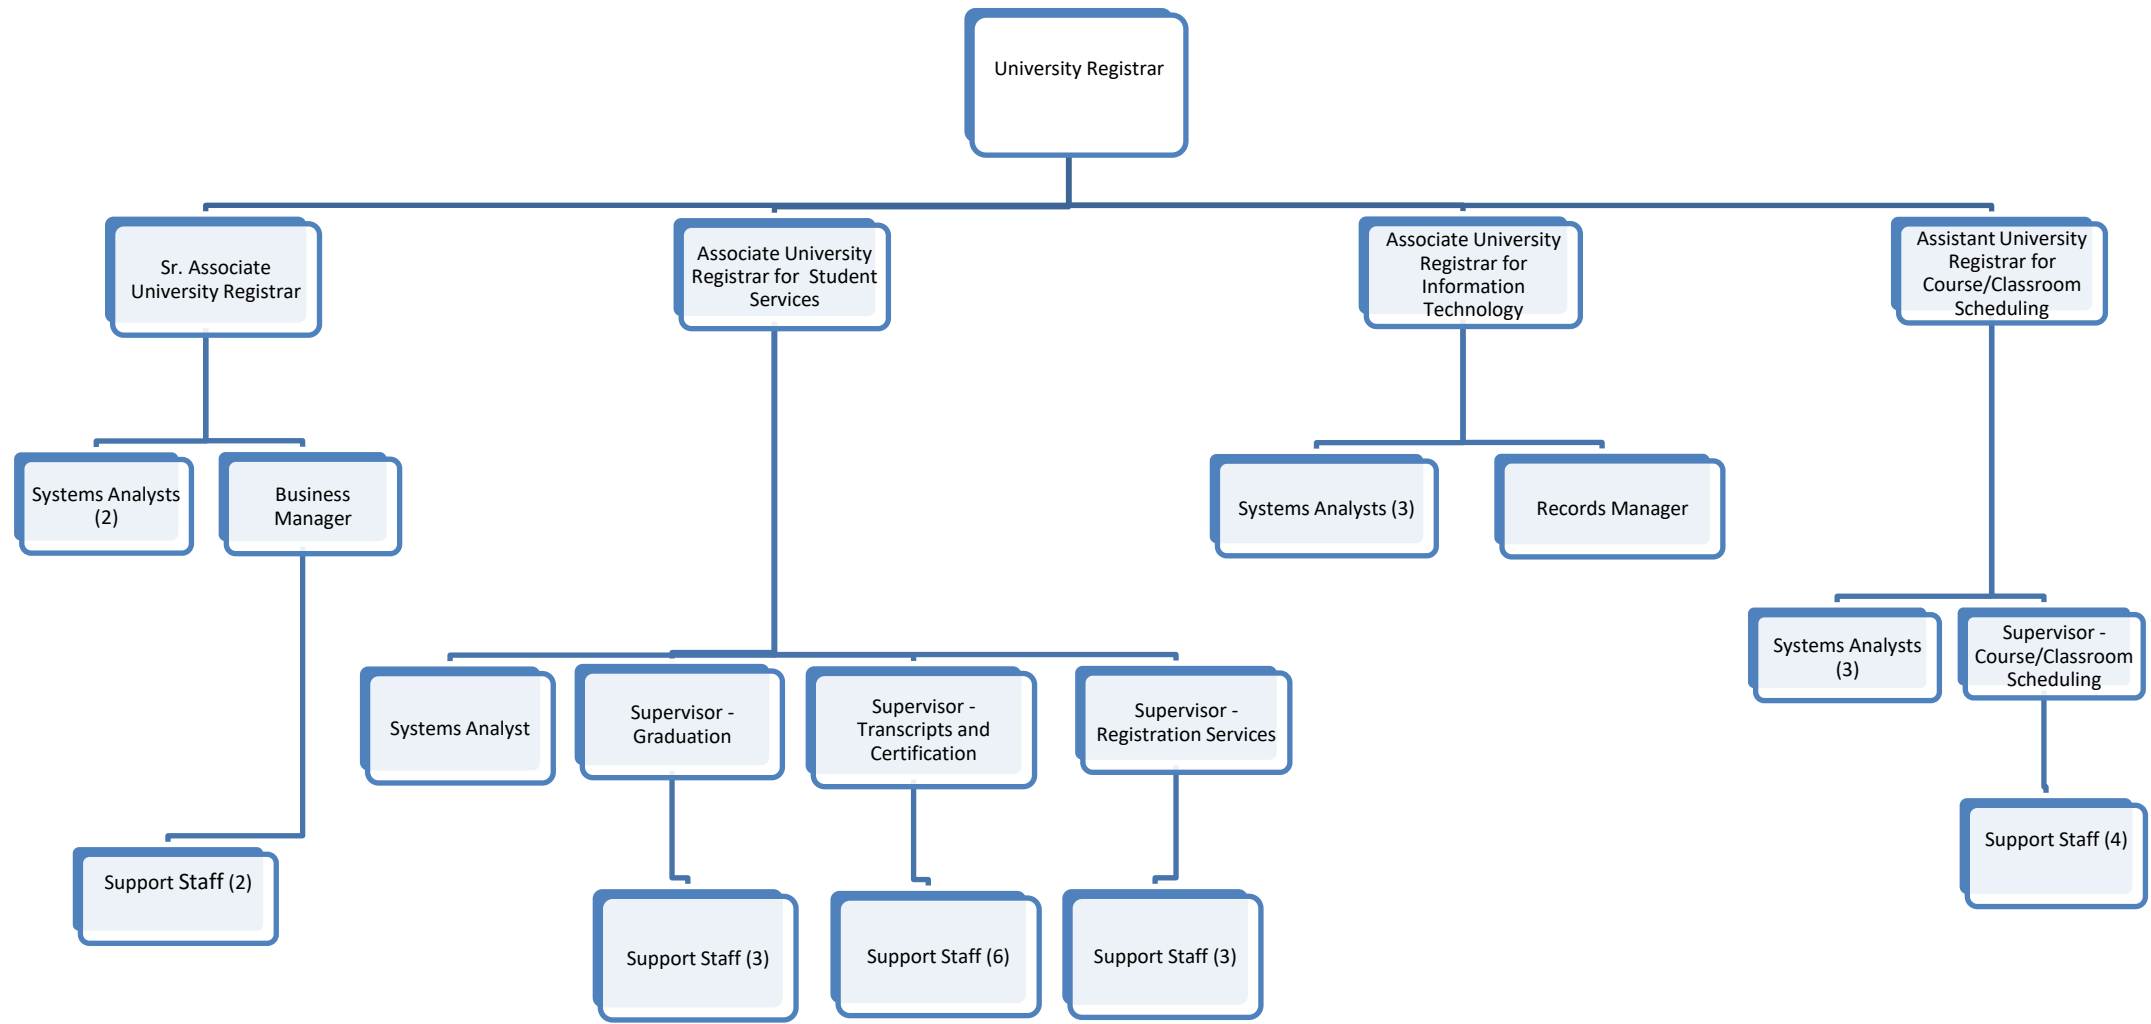 University Registrar
Sr. Associate
University Registrar
Associate University
Registrar for  Student
Services
Associate University
Registrar for
Information
Technology
Assistant University
Registrar for
Course/Classroom
Scheduling
Systems Analysts
(2)
Business
Manager
Systems Analysts (3)
Records Manager
Systems Analysts
(3)
Supervisor -
Course/Classroom
Scheduling
Systems Analyst
Supervisor -
Graduation
Supervisor -
Transcripts and
Certification
Supervisor -
Registration Services
Support Staff (2)
Support Staff (4)
Support Staff (3)
Support Staff (6)
Support Staff (3)